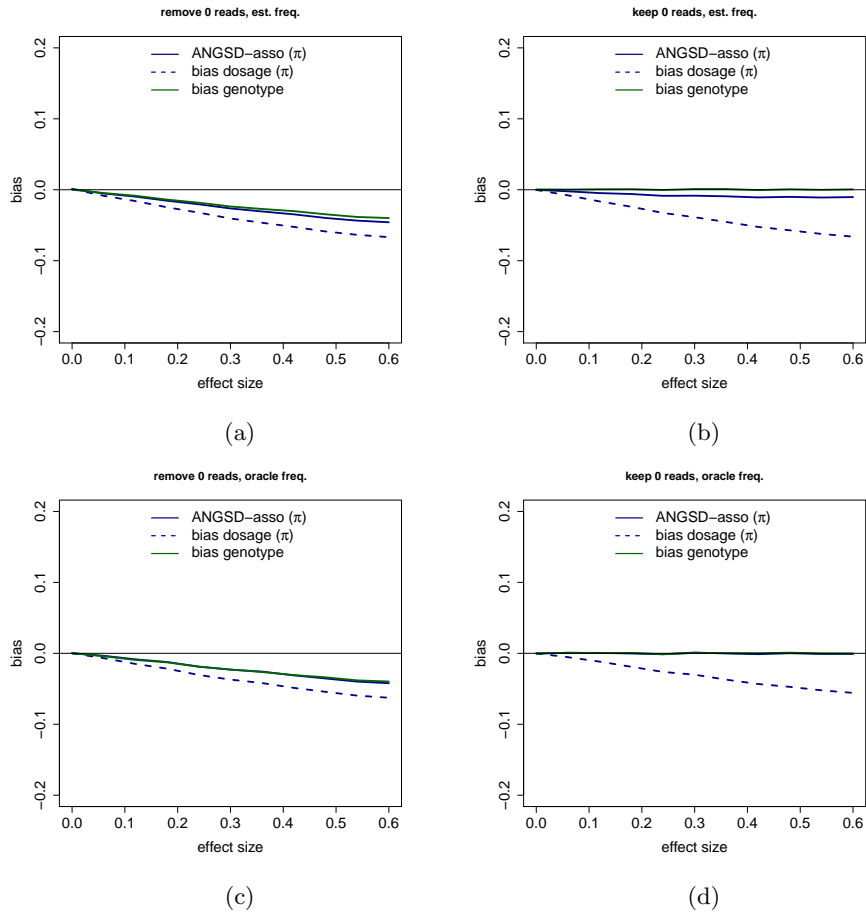 remove 0 reads, est. freq.
ANGSD−asso (π)
bias dosage (π)
bias genotype
bias
0.2
0.1
0.0
−0.1
−0.2
0.0 0.1 0.2 0.3 0.4 0.5 0.6
effect size
(a)
keep 0 reads, est. freq.
ANGSD−asso (π)
bias dosage (π)
bias genotype
bias
0.2
0.1
0.0
−0.1
−0.2
0.0 0.1 0.2 0.3 0.4 0.5 0.6
effect size
(b)
remove 0 reads, oracle freq.
ANGSD−asso (π)
bias dosage (π)
bias genotype
bias
0.2
0.1
0.0
−0.1
−0.2
0.0 0.1 0.2 0.3 0.4 0.5 0.6
effect size
(c)
keep 0 reads, oracle freq.
ANGSD−asso (π)
bias dosage (π)
bias genotype
bias
0.2
0.1
0.0
−0.1
−0.2
0.0 0.1 0.2 0.3 0.4 0.5 0.6
effect size
(d)